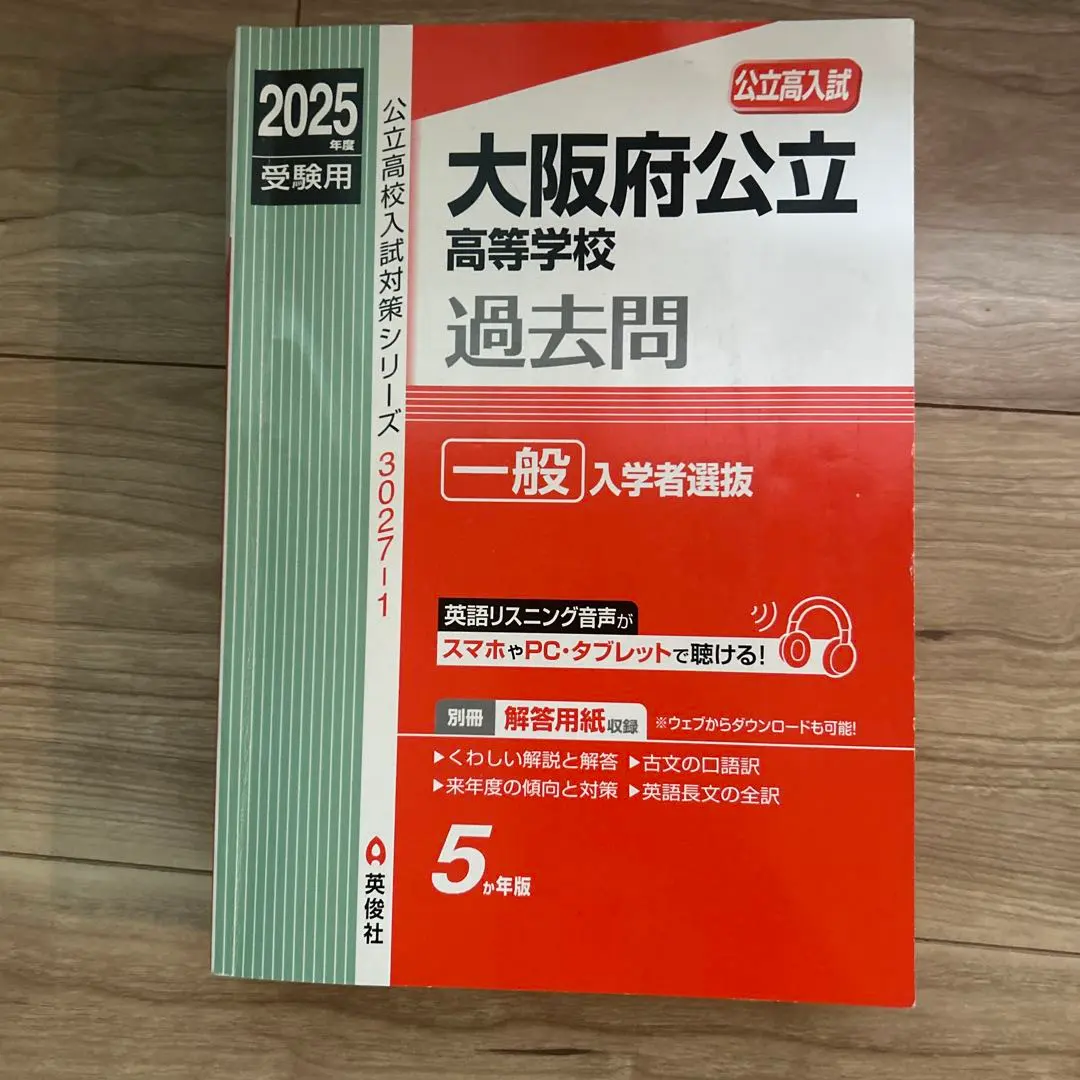 2025
年度
受験用
公立高校入試対策シリーズ 3027-1
英俊社
公立高入試
大阪府公立
高等学校
過去問
一般 入学者選抜
英語リスニング音声が
スマホやPC・タブレットで聴ける!
別冊 解答用紙収録 ※ウェブからダウンロードも可能!
▶くわしい解説と解答 ▶古文の口語訳
▶来年度の傾向と対策 ▶英語長文の全訳
5か年版